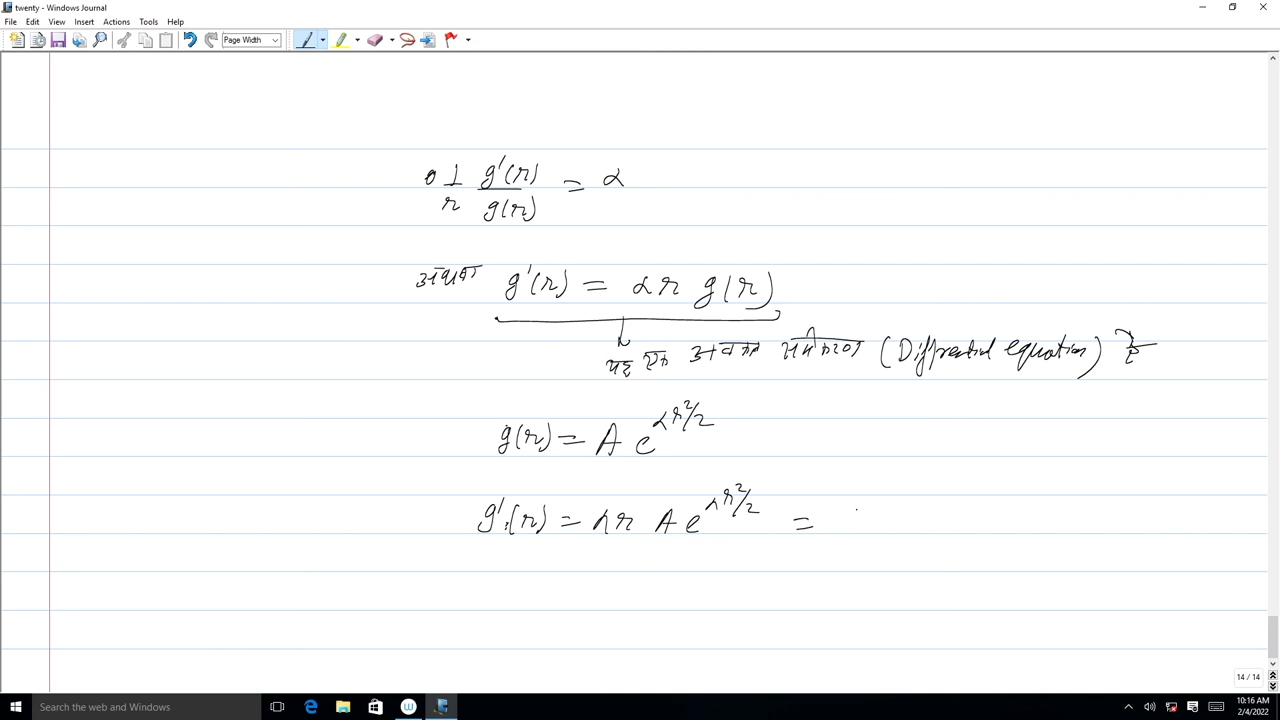 twenty - Windows Journal
File Edit View Insert Actions Tools Help
Page Width
1/r g'(r)/g(r) = α
अर्थात g'(r) = αr g(r)
यह एक अवकल समीकरण (Differential equation) है
g(r) = A e^(αr²/2)
g'(r) = αr A e^(αr²/2) =
14 / 14
Search the web and Windows
10:16 AM
2/4/2022